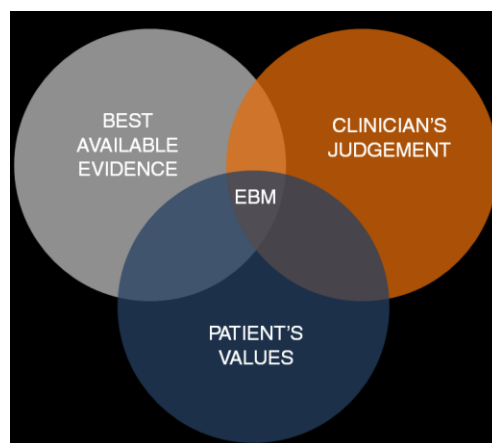 BEST
AVAILABLE
EVIDENCE
CLINICIAN'S
JUDGEMENT
EBM
PATIENT'S
VALUES